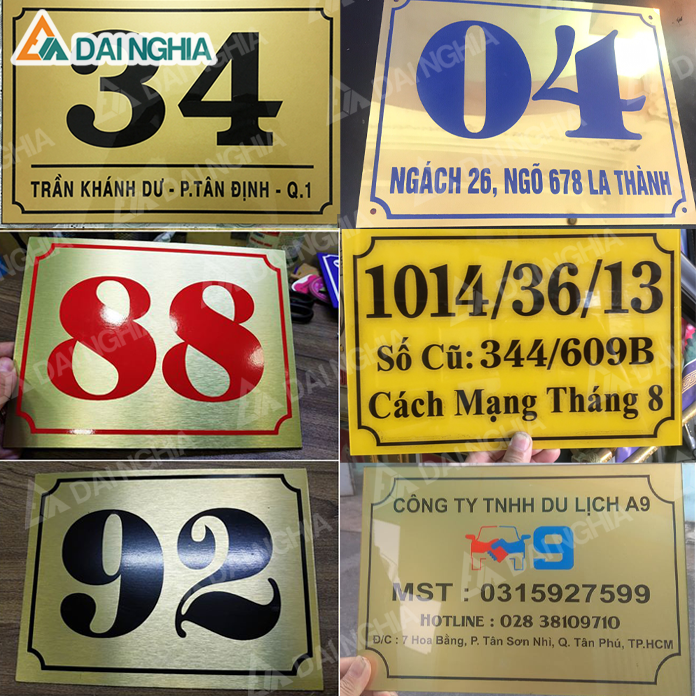 DAI NGHIA
34
TRẦN KHÁNH DƯ - P.TÂN ĐỊNH - Q.1
04
NGÁCH 26, NGÕ 678 LA THÀNH
88
1014/36/13
Số Cũ: 344/609B
Cách Mạng Tháng 8
92
CÔNG TY TNHH DU LỊCH A9
9
MST : 0315927599
HOTLINE : 028 38109710
Đ/C : 7 Hoa Bằng, P. Tân Sơn Nhì, Q. Tân Phú, TP.HCM